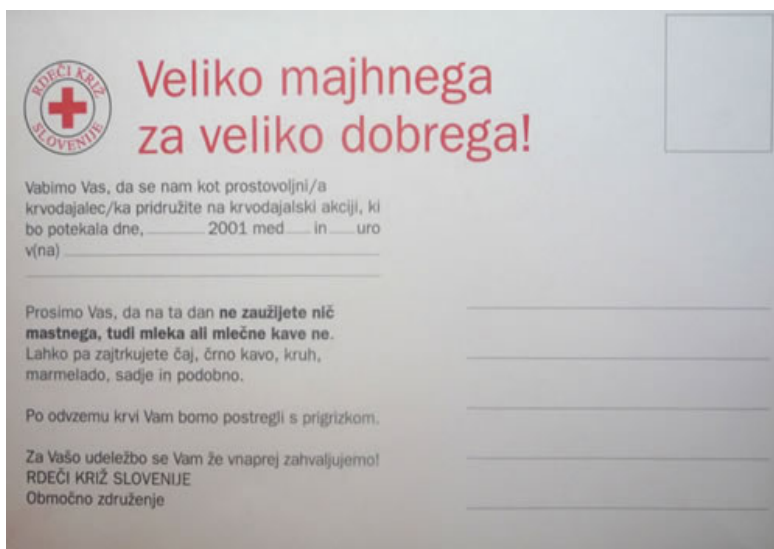 RDEČI KRIŽ
SLOVENIJE
Veliko majhnega
za veliko dobrega!
Vabimo Vas, da se nam kot prostovoljni/a
krvodajalec/ka pridružite na krvodajalski akciji, ki
bo potekala dne, ______ 2001 med ___ in ___ uro
v(na) ______
Prosimo Vas, da na ta dan ne zaužijete nič
mastnega, tudi mleka ali mlečne kave ne.
Lahko pa zajtrkujete čaj, črno kavo, kruh,
marmelado, sadje in podobno.
Po odvzemu krvi Vam bomo postregli s prigrizkom.
Za Vašo udeležbo se Vam že vnaprej zahvaljujemo!
RDEČI KRIŽ SLOVENIJE
Območno združenje